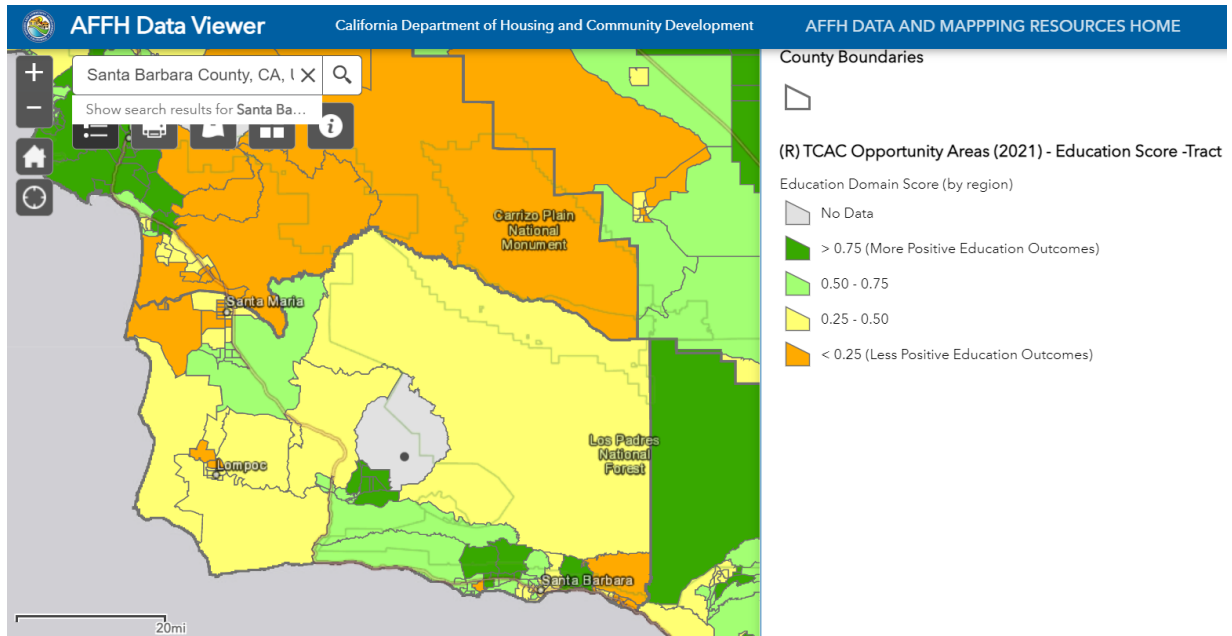 AFFH Data Viewer
California Department of Housing and Community Development
AFFH DATA AND MAPPPING RESOURCES HOME
+
−
Santa Barbara County, CA, U
Show search results for Santa Ba...
Carrizo Plain
National
Monument
Santa Maria
Lompoc
Los Padres
National
Forest
Santa Barbara
20mi
County Boundaries
(R) TCAC Opportunity Areas (2021) - Education Score -Tract
Education Domain Score (by region)
No Data
> 0.75 (More Positive Education Outcomes)
0.50 - 0.75
0.25 - 0.50
< 0.25 (Less Positive Education Outcomes)